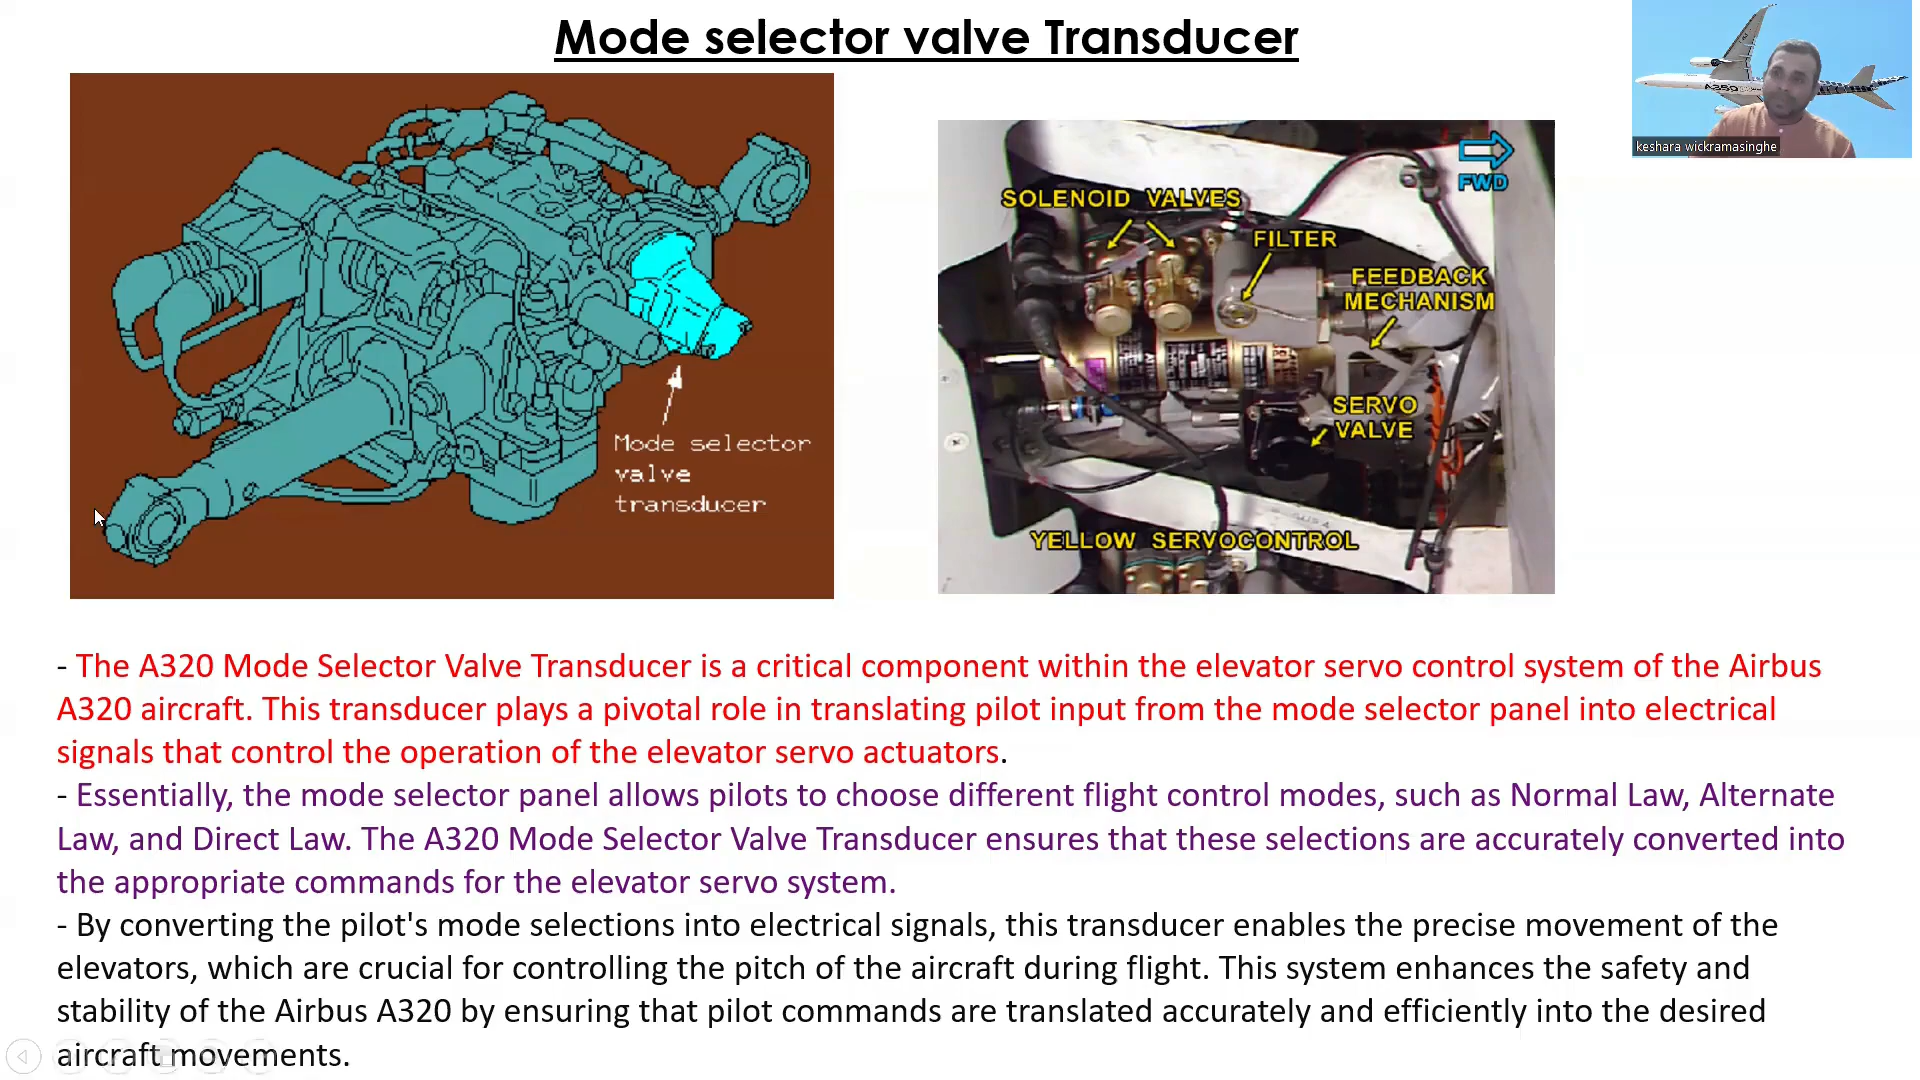 Mode selector valve Transducer
A350
keshara wickramasinghe
Mode selector
valve
transducer
FWD
SOLENOID VALVES
FILTER
FEEDBACK
MECHANISM
SERVO
VALVE
YELLOW SERVOCONTROL
- The A320 Mode Selector Valve Transducer is a critical component within the elevator servo control system of the Airbus
A320 aircraft. This transducer plays a pivotal role in translating pilot input from the mode selector panel into electrical
signals that control the operation of the elevator servo actuators.
- Essentially, the mode selector panel allows pilots to choose different flight control modes, such as Normal Law, Alternate
Law, and Direct Law. The A320 Mode Selector Valve Transducer ensures that these selections are accurately converted into
the appropriate commands for the elevator servo system.
- By converting the pilot's mode selections into electrical signals, this transducer enables the precise movement of the
elevators, which are crucial for controlling the pitch of the aircraft during flight. This system enhances the safety and
stability of the Airbus A320 by ensuring that pilot commands are translated accurately and efficiently into the desired
aircraft movements.